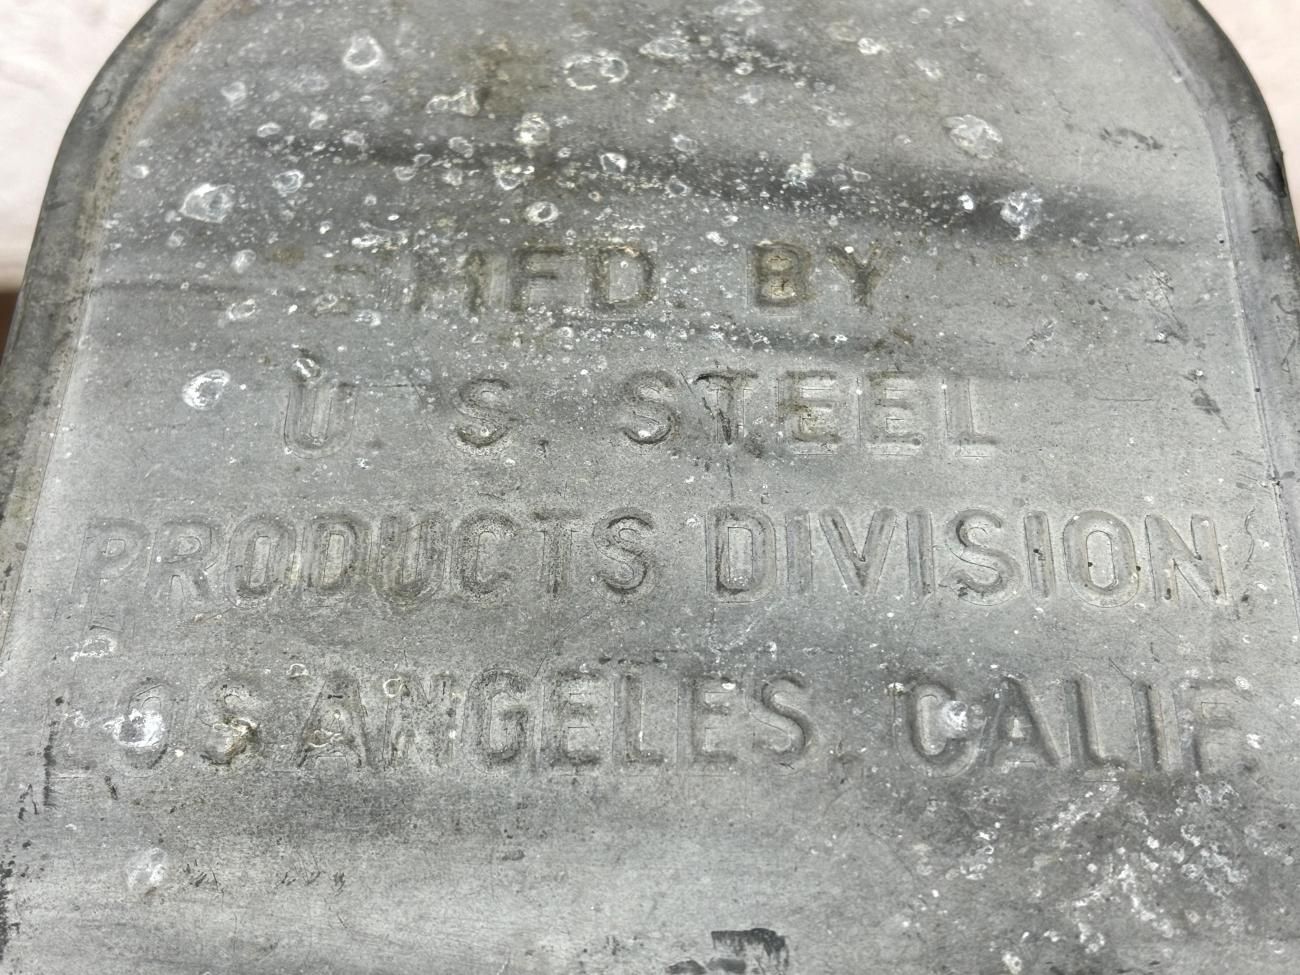 MFD. BY
U. S. STEEL
PRODUCTS DIVISION
LOS ANGELES, CALIF.